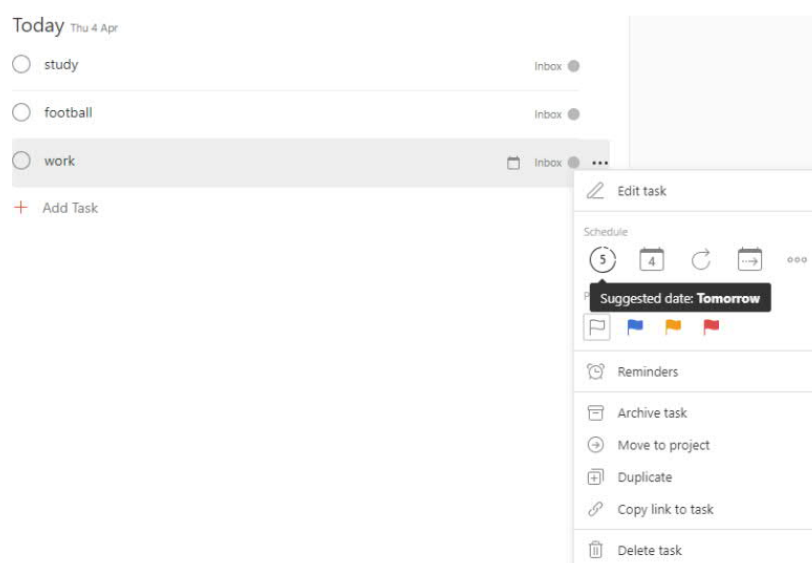 Today Thu 4 Apr
study Inbox
football Inbox
work Inbox
Add Task
Edit task
Schedule
5 4
Suggested date: Tomorrow
Reminders
Archive task
Move to project
Duplicate
Copy link to task
Delete task